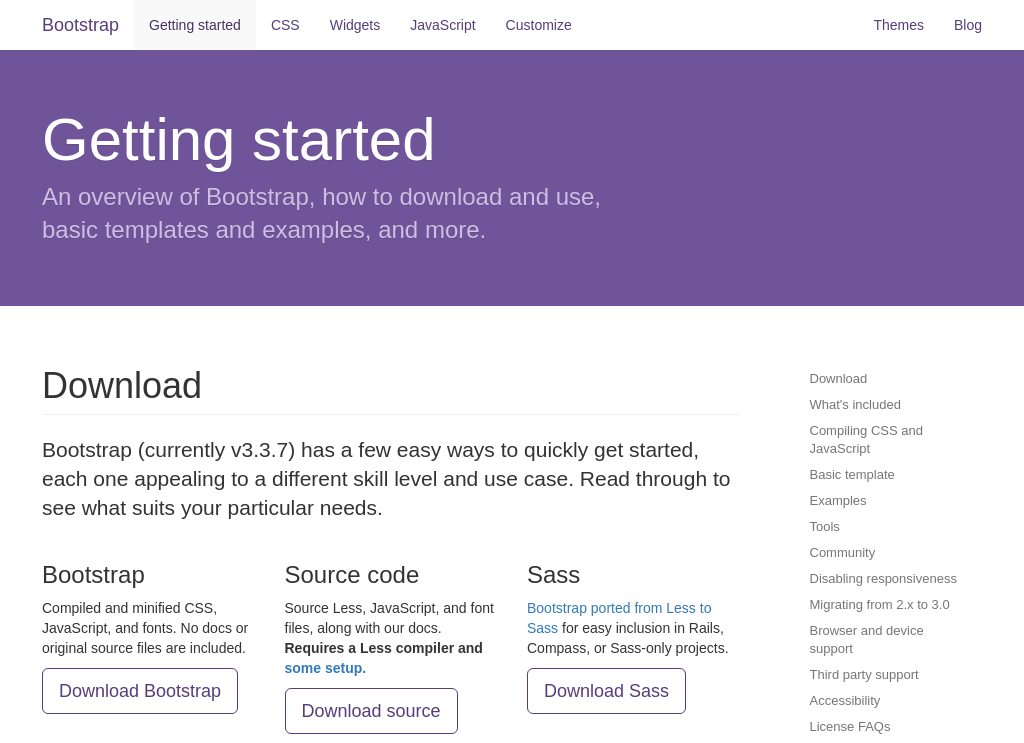 Bootstrap Getting started CSS Widgets JavaScript Customize Themes Blog
Getting started
An overview of Bootstrap, how to download and use,
basic templates and examples, and more.
Download
Bootstrap (currently v3.3.7) has a few easy ways to quickly get started,
each one appealing to a different skill level and use case. Read through to
see what suits your particular needs.
Bootstrap
Compiled and minified CSS,
JavaScript, and fonts. No docs or
original source files are included.
Download Bootstrap
Source code
Source Less, JavaScript, and font
files, along with our docs.
Requires a Less compiler and
some setup.
Download source
Sass
Bootstrap ported from Less to
Sass for easy inclusion in Rails,
Compass, or Sass-only projects.
Download Sass
Download
What's included
Compiling CSS and
JavaScript
Basic template
Examples
Tools
Community
Disabling responsiveness
Migrating from 2.x to 3.0
Browser and device
support
Third party support
Accessibility
License FAQs